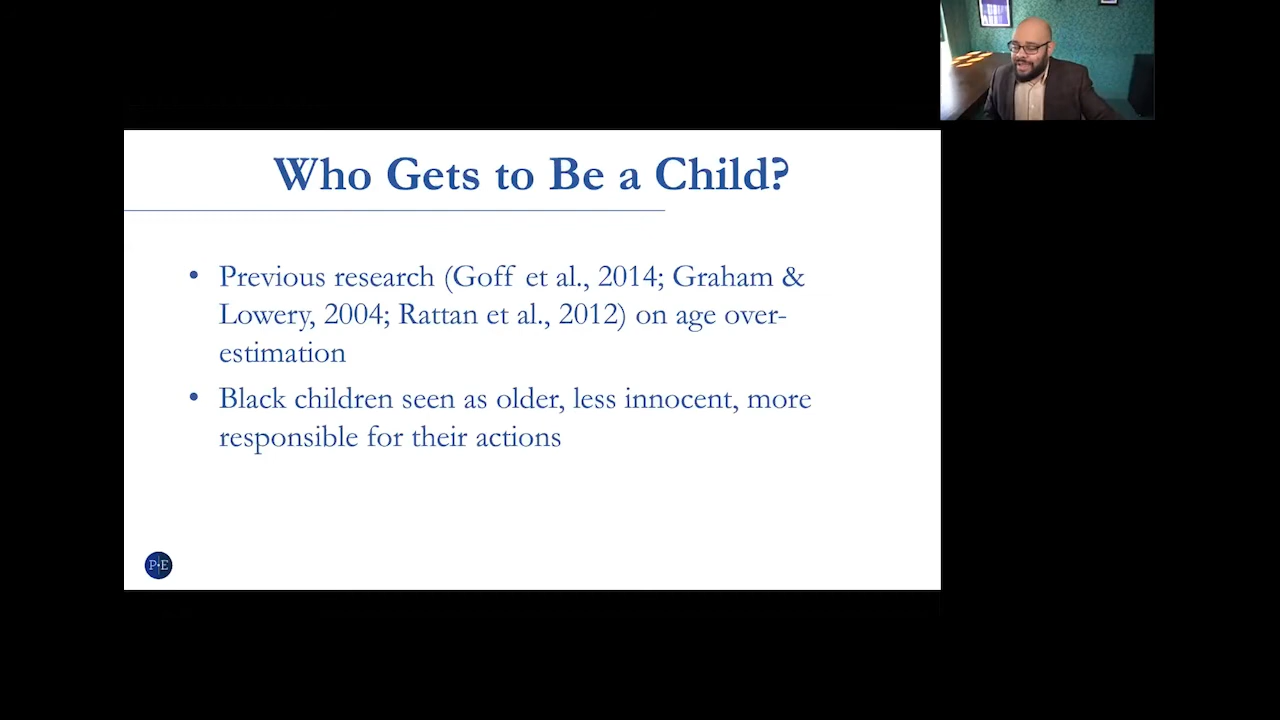 Who Gets to Be a Child?
• Previous research (Goff et al., 2014; Graham &
Lowery, 2004; Rattan et al., 2012) on age over-
estimation
• Black children seen as older, less innocent, more
responsible for their actions
P•E